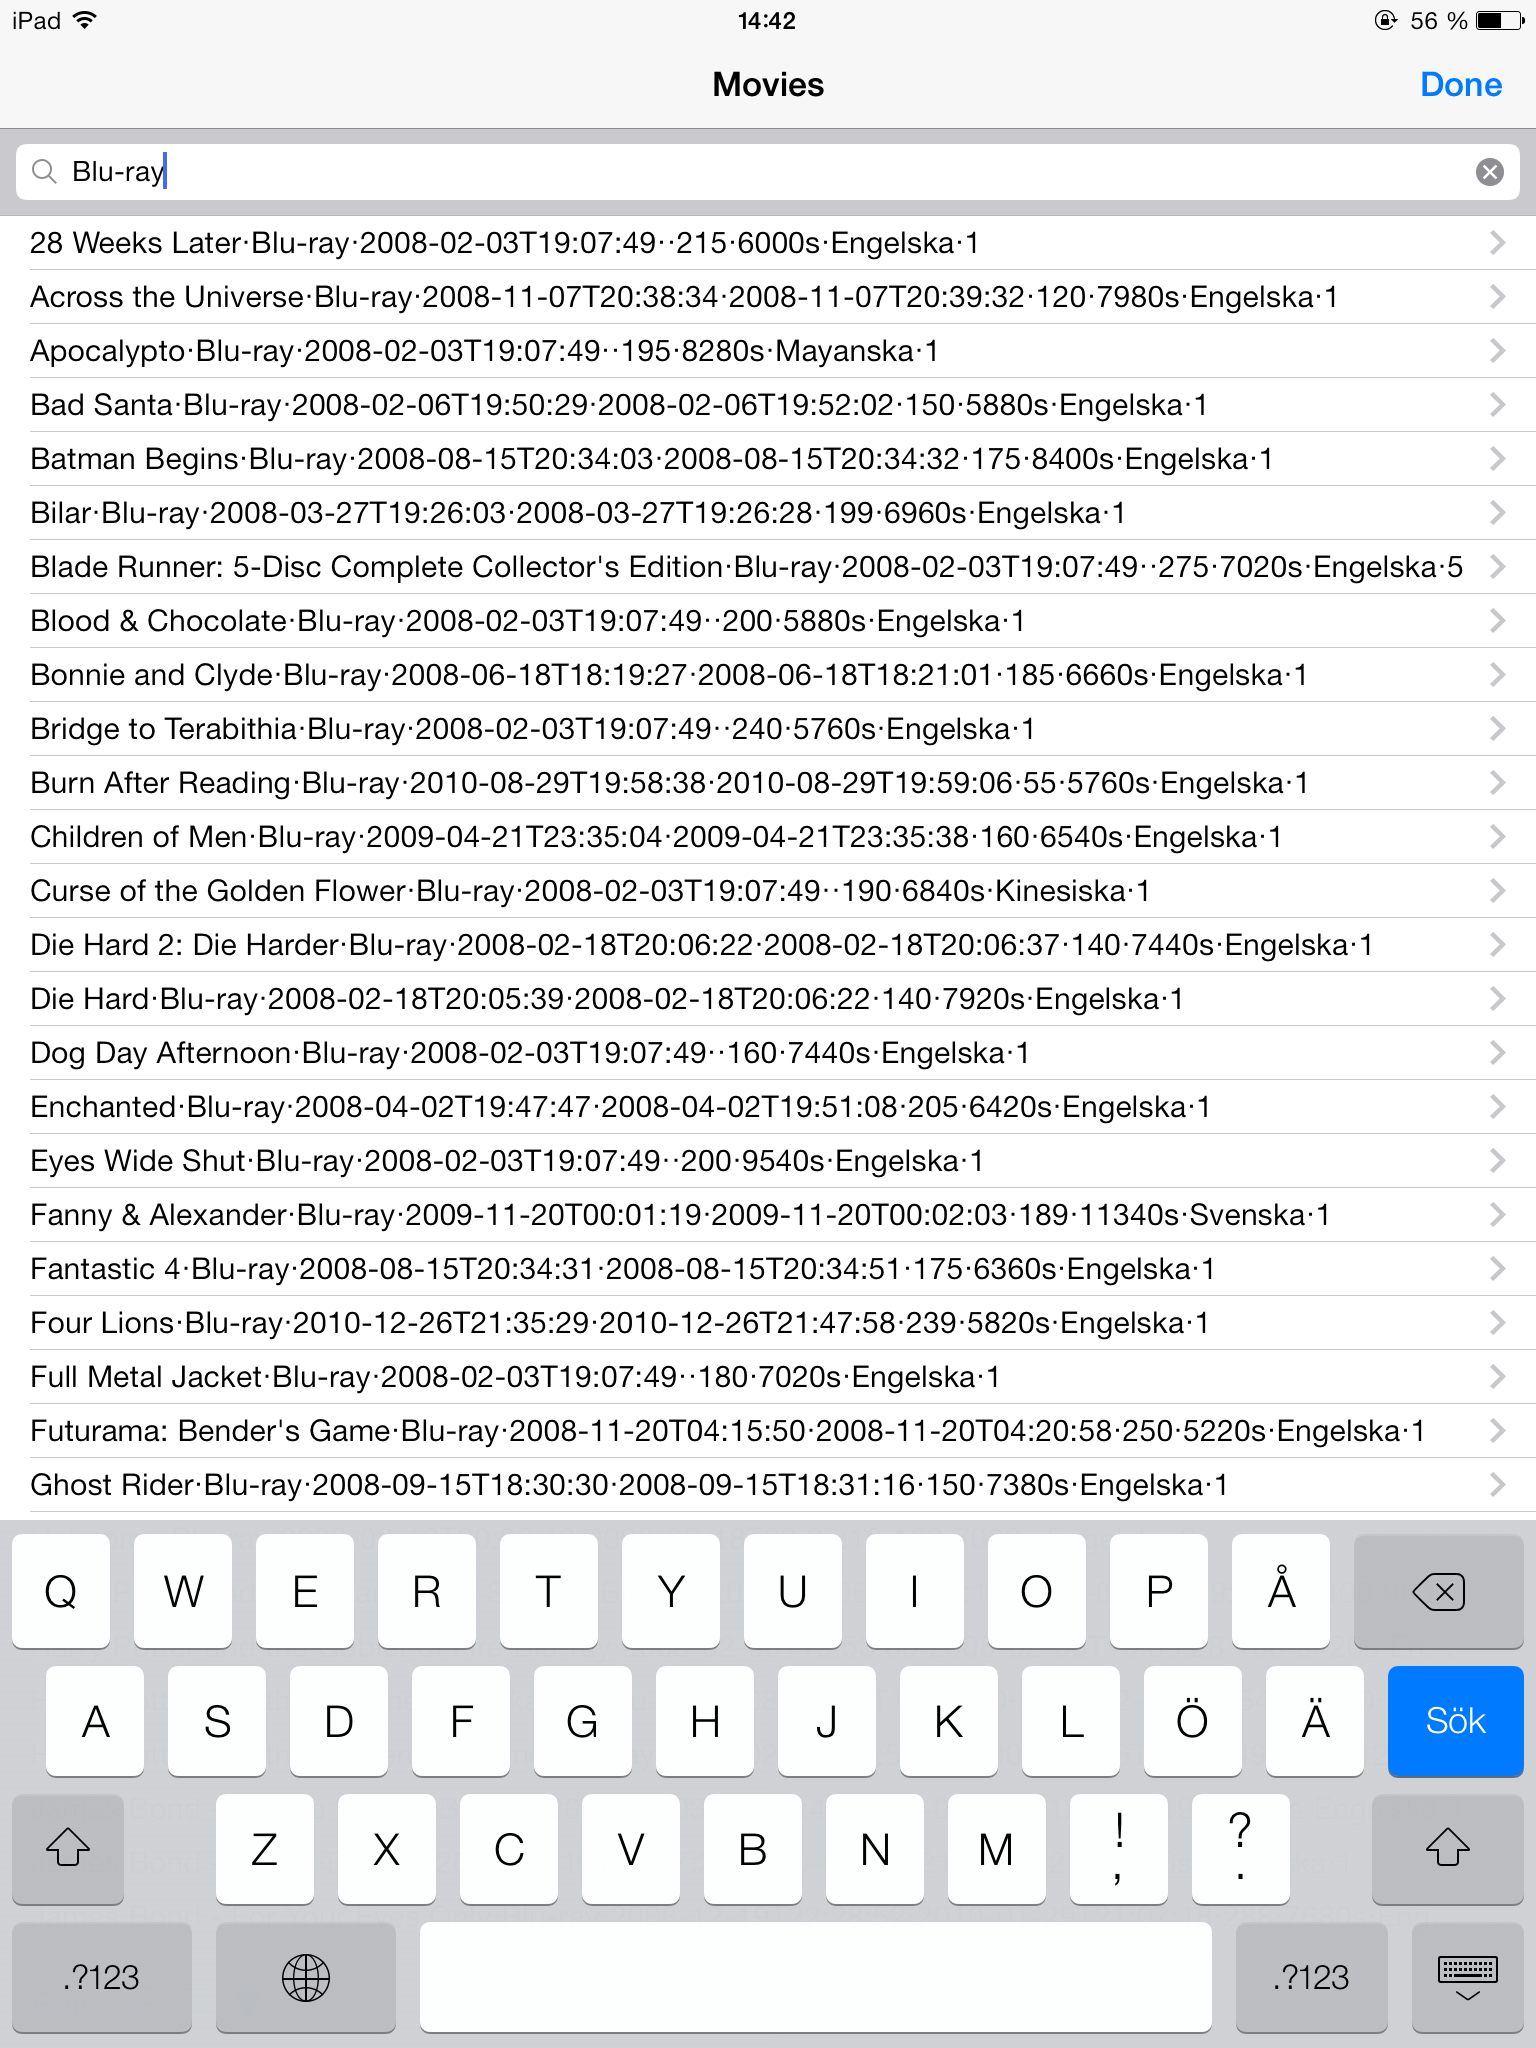 iPad 14:42 56 %
Movies Done
Blu-ray
28 Weeks Later·Blu-ray·2008-02-03T19:07:49··215·6000s·Engelska·1
Across the Universe·Blu-ray·2008-11-07T20:38:34·2008-11-07T20:39:32·120·7980s·Engelska·1
Apocalypto·Blu-ray·2008-02-03T19:07:49··195·8280s·Mayanska·1
Bad Santa·Blu-ray·2008-02-06T19:50:29·2008-02-06T19:52:02·150·5880s·Engelska·1
Batman Begins·Blu-ray·2008-08-15T20:34:03·2008-08-15T20:34:32·175·8400s·Engelska·1
Bilar·Blu-ray·2008-03-27T19:26:03·2008-03-27T19:26:28·199·6960s·Engelska·1
Blade Runner: 5-Disc Complete Collector's Edition·Blu-ray·2008-02-03T19:07:49··275·7020s·Engelska·5
Blood & Chocolate·Blu-ray·2008-02-03T19:07:49··200·5880s·Engelska·1
Bonnie and Clyde·Blu-ray·2008-06-18T18:19:27·2008-06-18T18:21:01·185·6660s·Engelska·1
Bridge to Terabithia·Blu-ray·2008-02-03T19:07:49··240·5760s·Engelska·1
Burn After Reading·Blu-ray·2010-08-29T19:58:38·2010-08-29T19:59:06·55·5760s·Engelska·1
Children of Men·Blu-ray·2009-04-21T23:35:04·2009-04-21T23:35:38·160·6540s·Engelska·1
Curse of the Golden Flower·Blu-ray·2008-02-03T19:07:49··190·6840s·Kinesiska·1
Die Hard 2: Die Harder·Blu-ray·2008-02-18T20:06:22·2008-02-18T20:06:37·140·7440s·Engelska·1
Die Hard·Blu-ray·2008-02-18T20:05:39·2008-02-18T20:06:22·140·7920s·Engelska·1
Dog Day Afternoon·Blu-ray·2008-02-03T19:07:49··160·7440s·Engelska·1
Enchanted·Blu-ray·2008-04-02T19:47:47·2008-04-02T19:51:08·205·6420s·Engelska·1
Eyes Wide Shut·Blu-ray·2008-02-03T19:07:49··200·9540s·Engelska·1
Fanny & Alexander·Blu-ray·2009-11-20T00:01:19·2009-11-20T00:02:03·189·11340s·Svenska·1
Fantastic 4·Blu-ray·2008-08-15T20:34:31·2008-08-15T20:34:51·175·6360s·Engelska·1
Four Lions·Blu-ray·2010-12-26T21:35:29·2010-12-26T21:47:58·239·5820s·Engelska·1
Full Metal Jacket·Blu-ray·2008-02-03T19:07:49··180·7020s·Engelska·1
Futurama: Bender's Game·Blu-ray·2008-11-20T04:15:50·2008-11-20T04:20:58·250·5220s·Engelska·1
Ghost Rider·Blu-ray·2008-09-15T18:30:30·2008-09-15T18:31:16·150·7380s·Engelska·1
Q W E R T Y U I O P Å
A S D F G H J K L Ö Ä Sök
Z X C V B N M ! , ? .
.?123 .?123